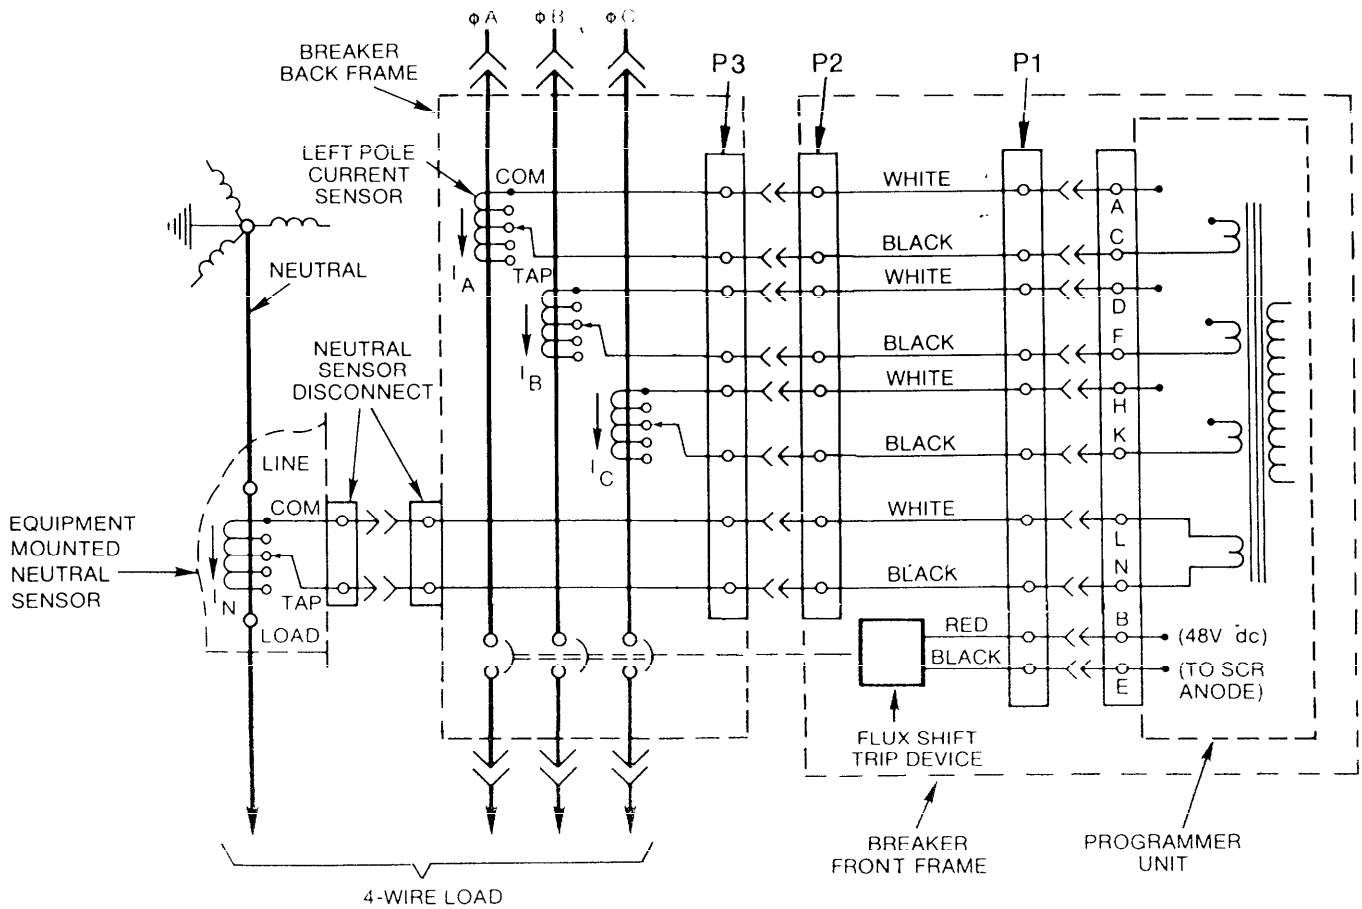 φA
φB
φC
BREAKER
BACK FRAME
P3
P2
P1
LEFT POLE
CURRENT
SENSOR
COM
WHITE
A
BLACK
C
I A
TAP
WHITE
D
NEUTRAL
F
BLACK
I B
NEUTRAL
SENSOR
DISCONNECT
WHITE
H
K
BLACK
I C
LINE
COM
WHITE
EQUIPMENT
MOUNTED
NEUTRAL
SENSOR
L
N
BLACK
I N
TAP
LOAD
B
RED
(48V dc)
BLACK
E
(TO SCR
ANODE)
FLUX SHIFT
TRIP DEVICE
BREAKER
FRONT FRAME
PROGRAMMER
UNIT
4-WIRE LOAD